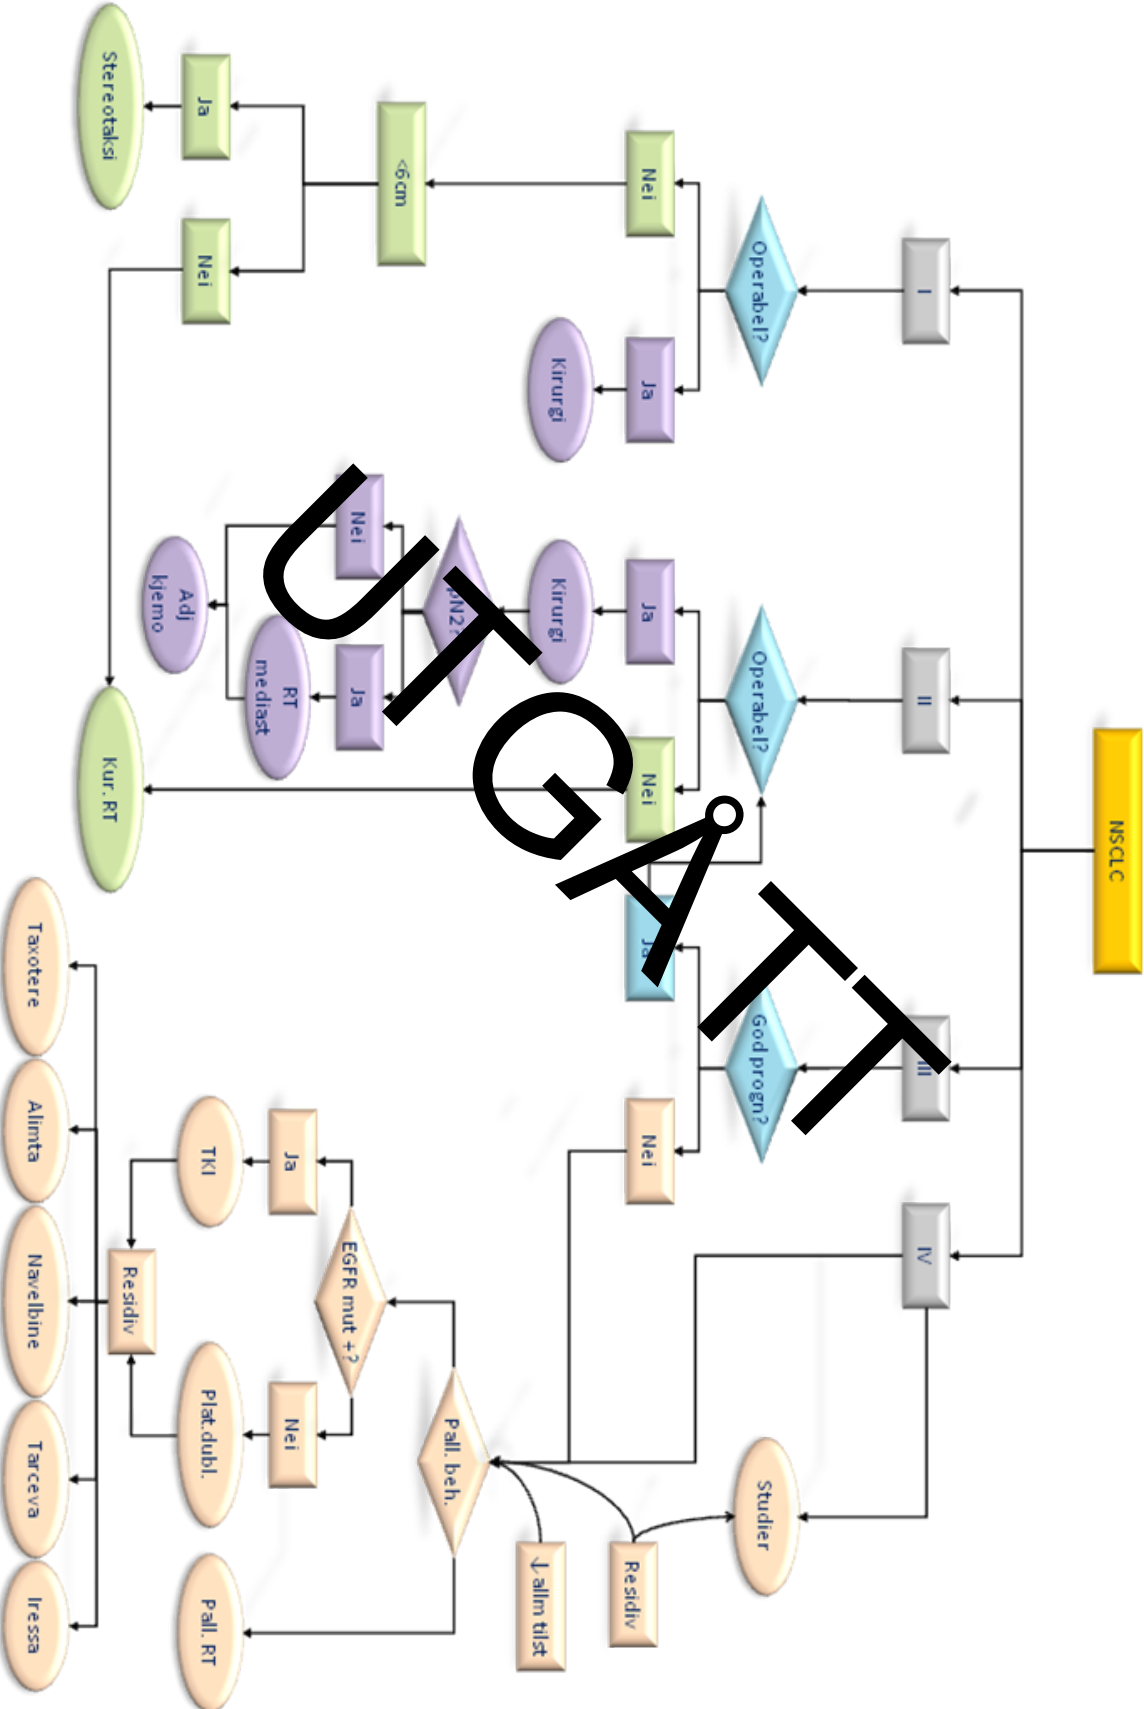 NSCLC
I
II
III
IV
Operabel?
Operabel?
God progn?
Studier
Nei
Ja
Ja
Nei
Ja
Nei
Residiv
Kirurgi
Kirurgi
↓allm tilst
<6cm
pN2?
Pall. beh.
Nei
Ja
EGFR mut +?
RT
mediast
Ja
Nei
Ja
Nei
TKI
Plat.dubl.
Pall. RT
Adj
kjemo
Residiv
Stereotaksi
Kur. RT
Taxotere
Alimta
Navelbine
Tarceva
Iressa
UTGÅTT